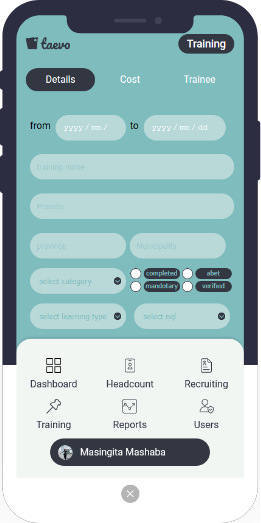 taevo Training
Details Cost Trainee
from yyyy / mm / to yyyy / mm / dd
training name
Provider
province Municipality
select category completed abet
mandotary verified
select learning type select nql
Dashboard Headcount Recruiting
Training Reports Users
Masingita Mashaba